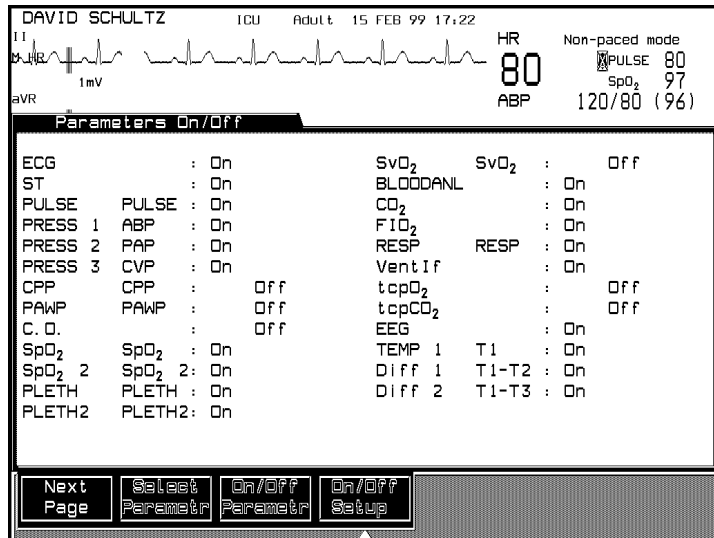 DAVID SCHULTZ ICU Adult 15 FEB 99 17:22
II HR Non-paced mode
M HR 80 PULSE 80
1mV SpO₂ 97
aVR ABP 120/80 (96)
Parameters On/Off
ECG : On SvO₂ SvO₂ : Off
ST : On BLOODANL : On
PULSE PULSE : On CO₂ : On
PRESS 1 ABP : On FIO₂ : On
PRESS 2 PAP : On RESP RESP : On
PRESS 3 CVP : On VentIf : On
CPP CPP : Off tcpO₂ : Off
PAWP PAWP : Off tcpCO₂ : Off
C.O. : Off EEG : On
SpO₂ SpO₂ : On TEMP 1 T1 : On
SpO₂ 2 SpO₂ 2: On Diff 1 T1-T2 : On
PLETH PLETH : On Diff 2 T1-T3 : On
PLETH2 PLETH2: On
Next Select On/Off On/Off
Page Parametr Parametr Setup